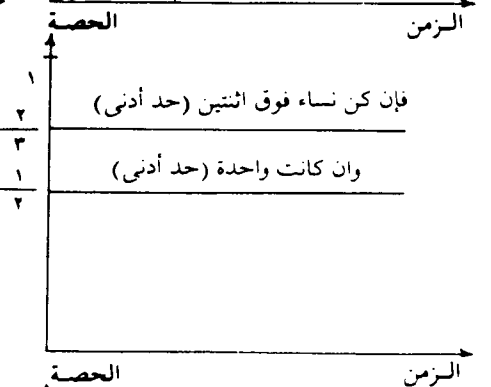 الحصة الزمن
١
فإن كن نساء فوق اثنتين (حد أدنى)
٢
٣
وان كانت واحدة (حد أدنى)
١
٢
الحصة الزمن